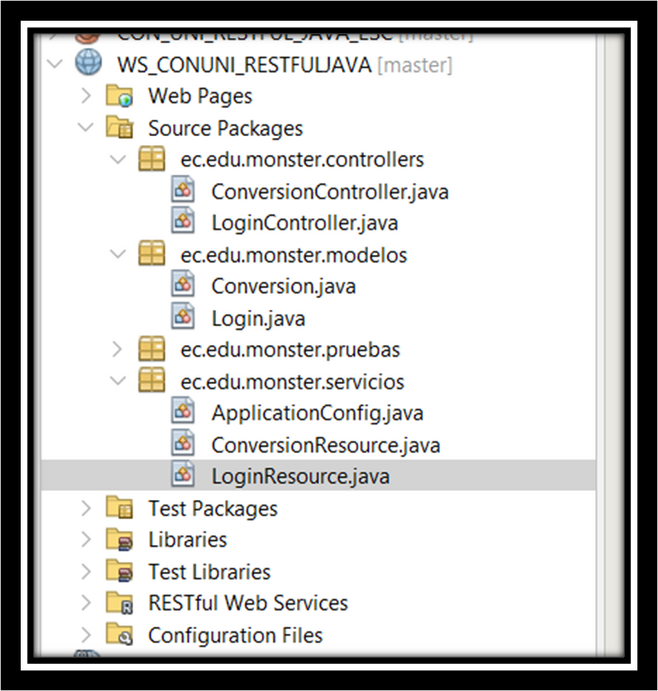 CON_UNI_RESTFUL_JAVA_ESC [master]
WS_CONUNI_RESTFULJAVA [master]
Web Pages
Source Packages
ec.edu.monster.controllers
ConversionController.java
LoginController.java
ec.edu.monster.modelos
Conversion.java
Login.java
ec.edu.monster.pruebas
ec.edu.monster.servicios
ApplicationConfig.java
ConversionResource.java
LoginResource.java
Test Packages
Libraries
Test Libraries
RESTful Web Services
Configuration Files